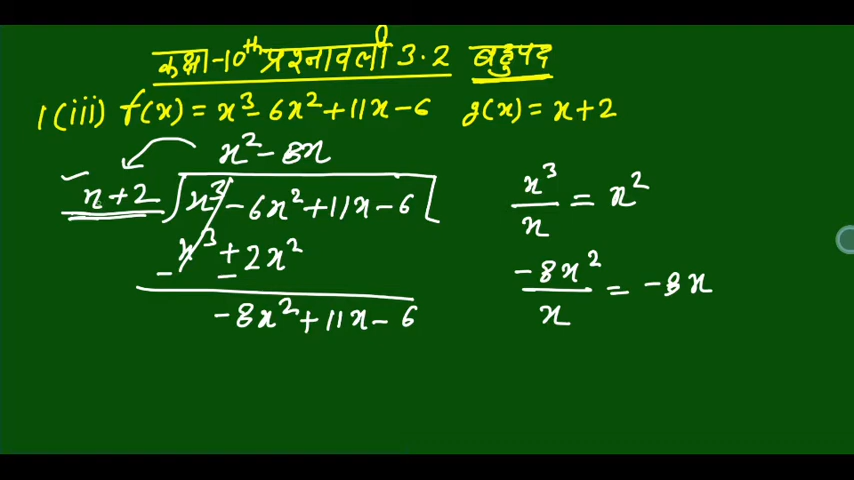 कक्षा-10th प्रश्नावली 3.2 बहुपद
1(iii) f(x) = x³ - 6x² + 11x - 6 g(x) = x + 2
x² - 8x
x + 2 ) x³ - 6x² + 11x - 6
x³ + 2x²
- -
-8x² + 11x - 6
x³/x = x²
-8x²/x = -8x